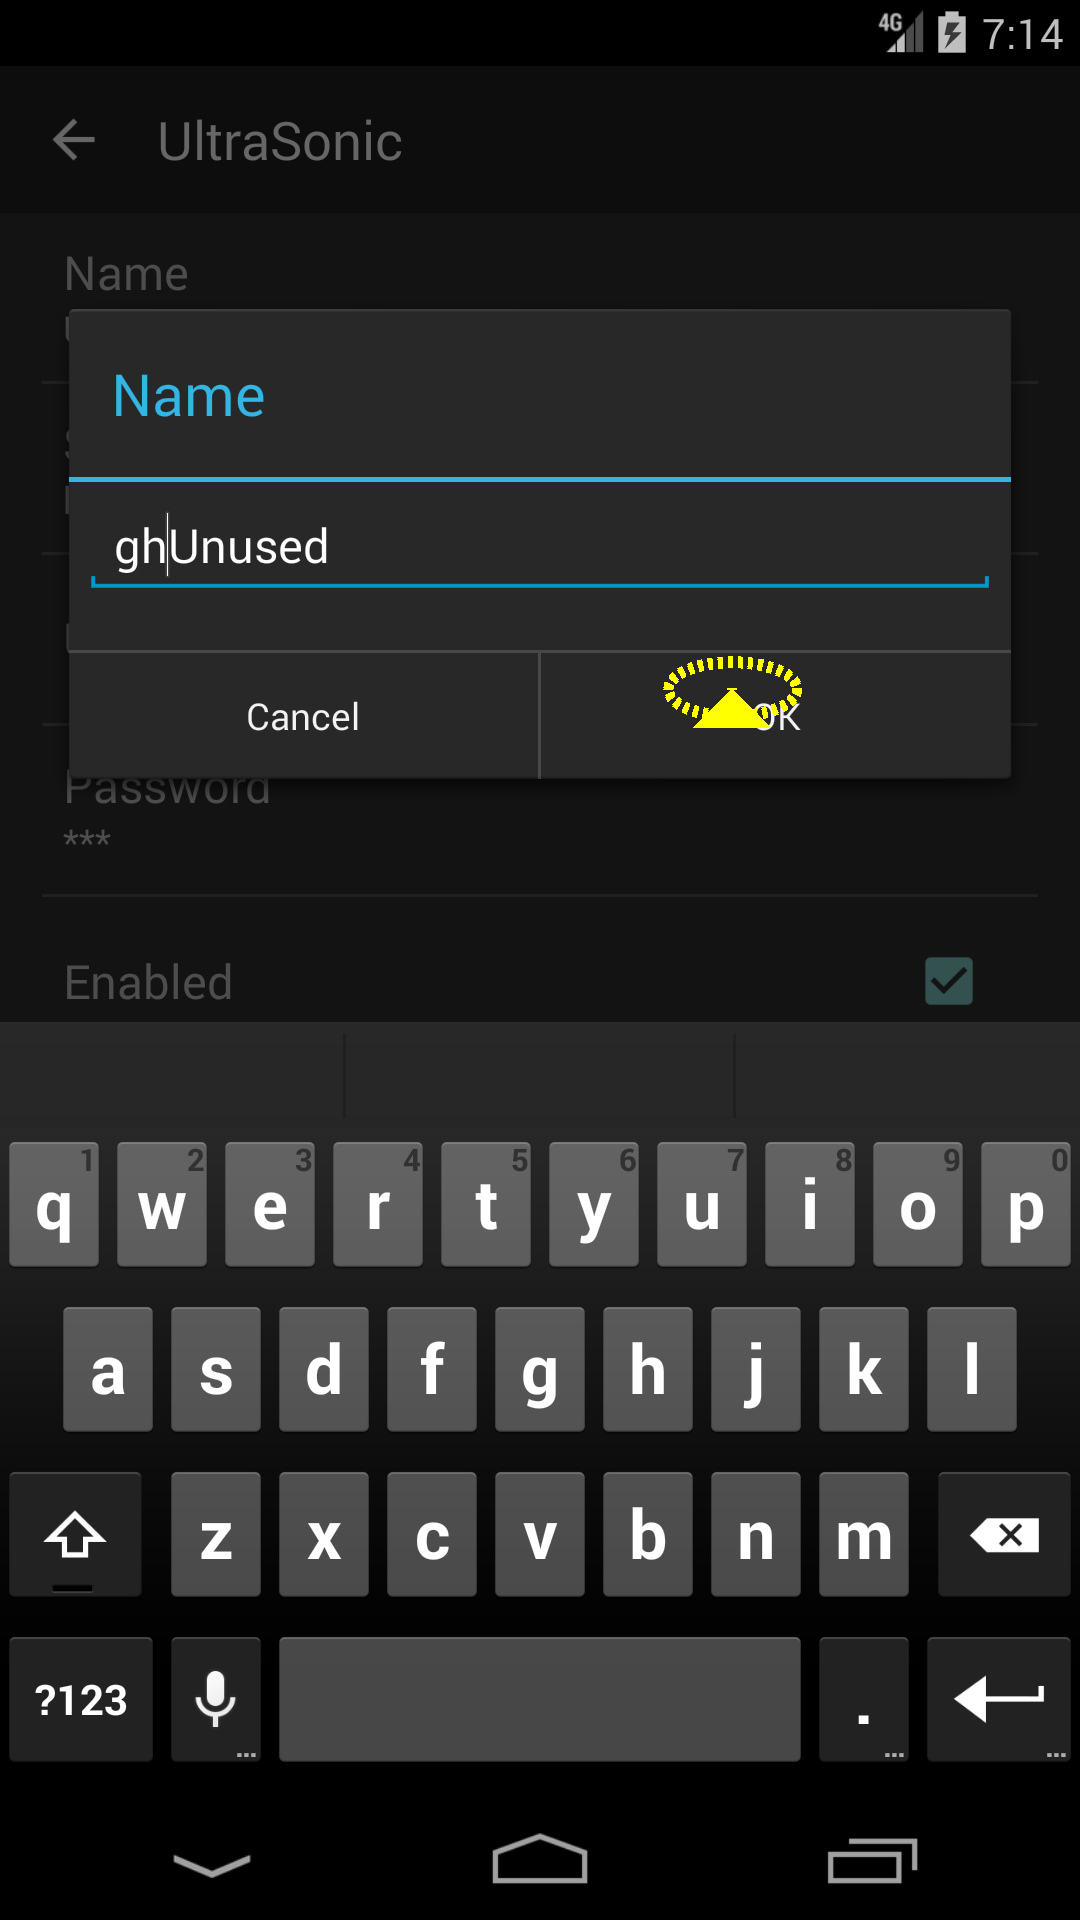 4G 7:14
UltraSonic
Name
Name
ghUnused
Cancel OK
Password
***
Enabled
1 2 3 4 5 6 7 8 9 0
q w e r t y u i o p
a s d f g h j k l
z x c v b n m
?123 . ...